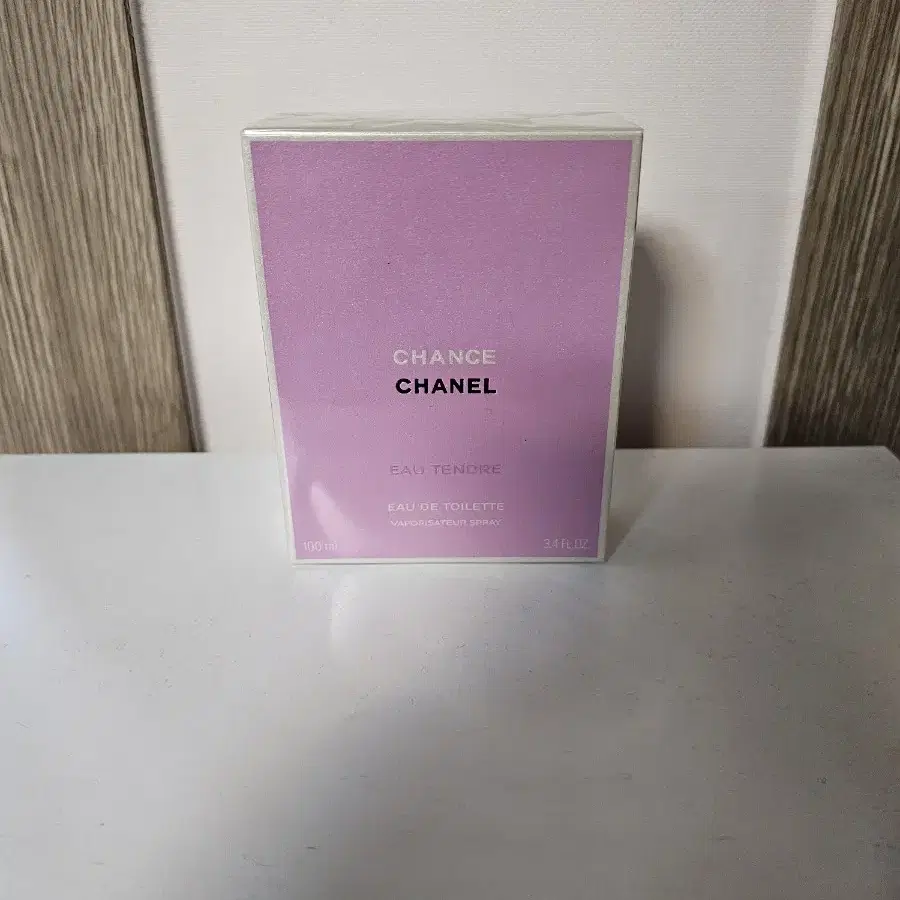 CHANCE
CHANEL
EAU TENDRE
EAU DE TOILETTE
VAPORISATEUR SPRAY
100 ml
3.4 FL.OZ